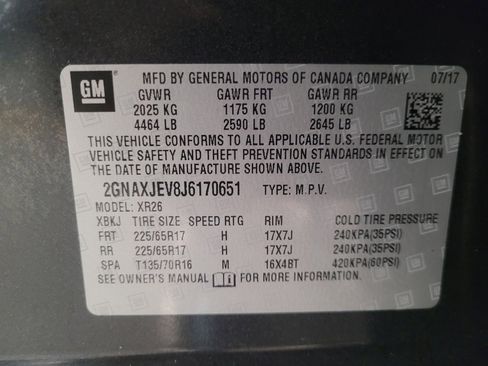 GM
MFD BY GENERAL MOTORS OF CANADA COMPANY 07/17
GVWR GAWR FRT GAWR RR
2025 KG 1175 KG 1200 KG
4464 LB 2590 LB 2645 LB
THIS VEHICLE CONFORMS TO ALL APPLICABLE U.S. FEDERAL MOTOR
VEHICLE SAFETY AND THEFT PREVENTION STANDARDS IN EFFECT ON
THE DATE OF MANUFACTURE SHOWN ABOVE.
2GNAXJEV8J6170651 TYPE: M.P.V.
MODEL: XR26
XBKJ TIRE SIZE SPEED RTG RIM COLD TIRE PRESSURE
FRT 225/65R17 H 17X7J 240KPA(35PSI)
RR 225/65R17 H 17X7J 240KPA(35PSI)
SPA T135/70R16 M 16X4BT 420KPA(60PSI)
SEE OWNER'S MANUAL FOR MORE INFORMATION.